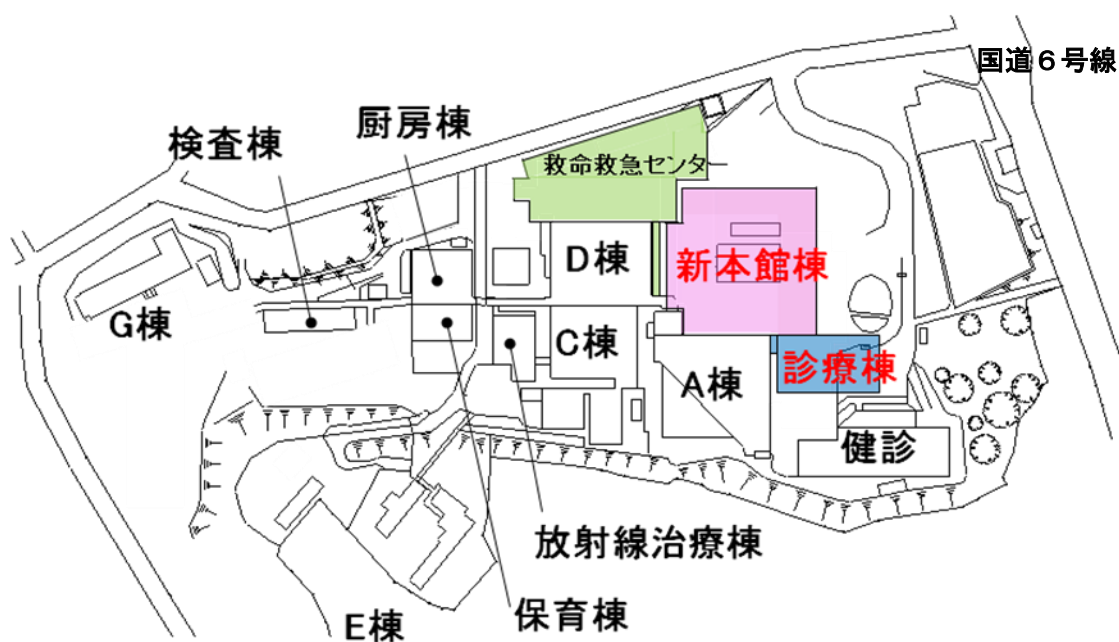 国道６号線
厨房棟
検査棟
救命救急センター
D棟
新本館棟
G棟
C棟
診療棟
A棟
健診
放射線治療棟
保育棟
E棟